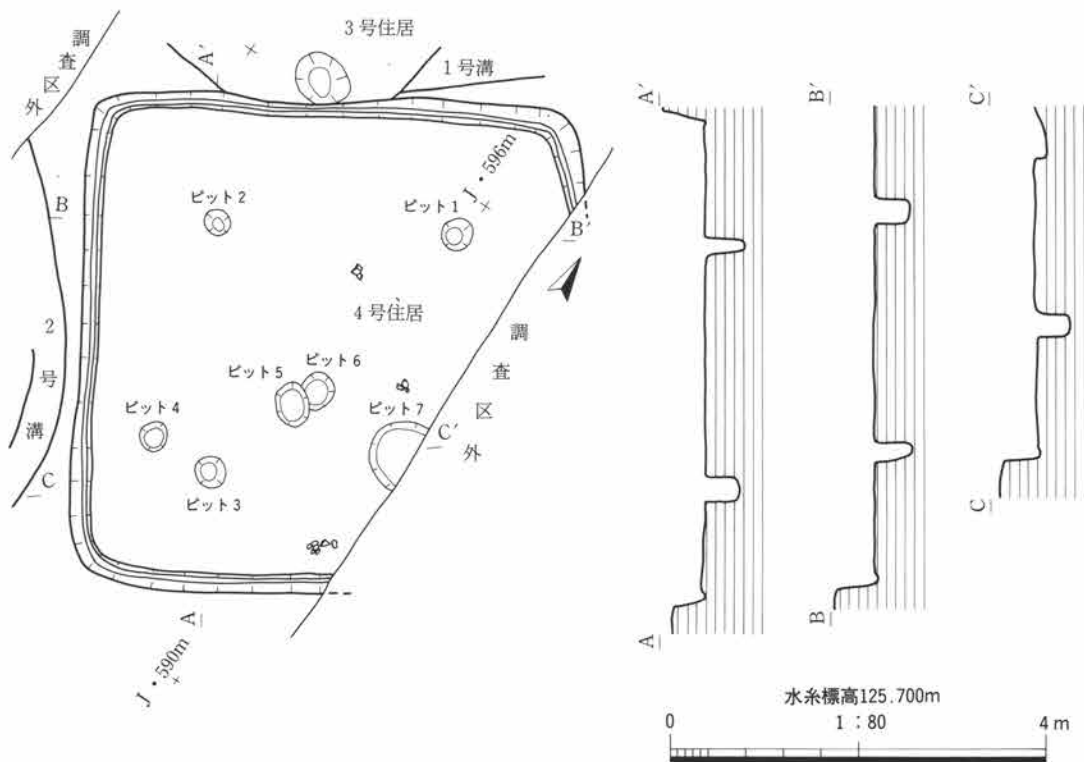 3号住居
1号溝
調査区外
A′
J・596m
ピット2
ピット1
B
B′
4号住居
調査区外
2号溝
ピット6
ピット5
ピット7
ピット4
C′
C
ピット3
A
J・590m
A′
B′
C′
C
B
A
水糸標高125.700m
0
1：80
4m